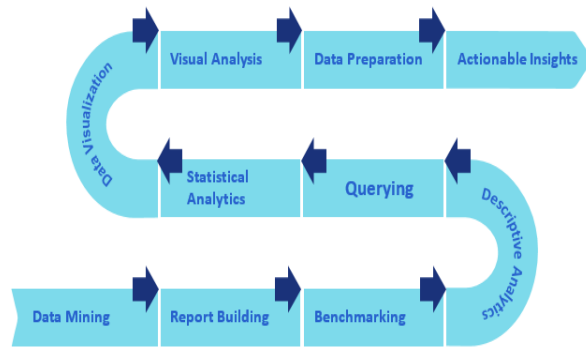 Visual Analysis
Data Preparation
Actionable Insights
Data Visualization
Statistical
Analytics
Querying
Descriptive Analytics
Data Mining
Report Building
Benchmarking